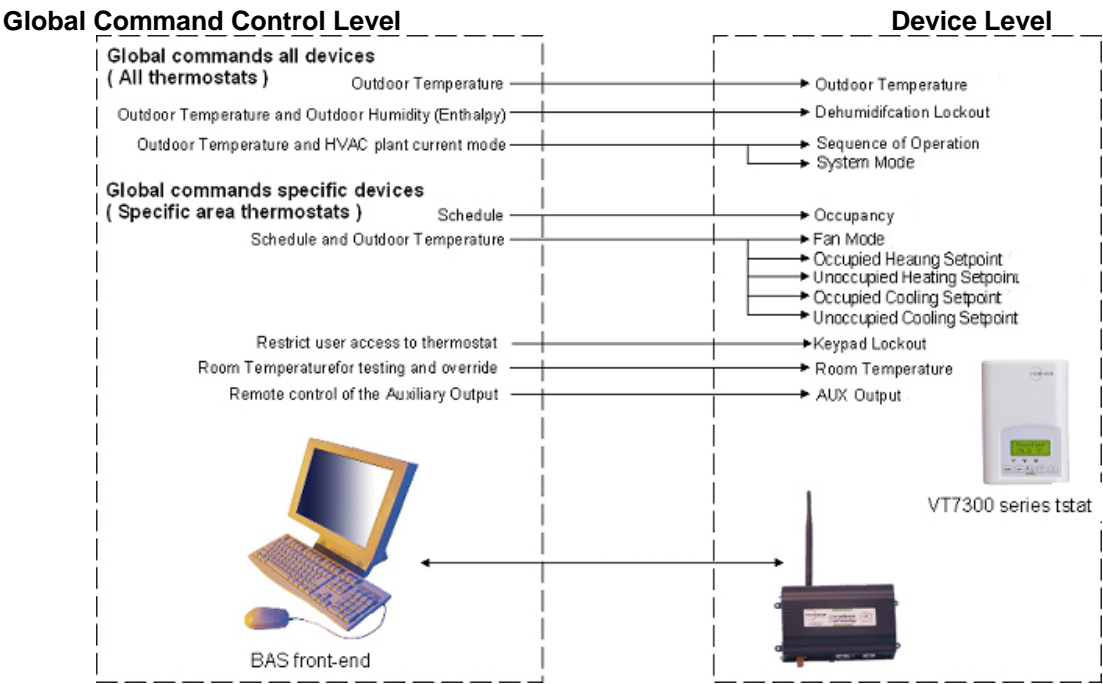 Global Command Control Level
Device Level
Global commands all devices
( All thermostats )
Outdoor Temperature
Outdoor Temperature
Outdoor Temperature and Outdoor Humidity (Enthalpy)
Dehumidifcation Lockout
Outdoor Temperature and HVAC plant current mode
Sequence of Operation
System Mode
Global commands specific devices
( Specific area thermostats )
Schedule
Occupancy
Schedule and Outdoor Temperature
Fan Mode
Occupied Heating Setpoint
Unoccupied Heating Setpoint
Occupied Cooling Setpoint
Unoccupied Cooling Setpoint
Restrict user access to thermostat
Keypad Lockout
Room Temperaturefor testing and override
Room Temperature
Remote control of the Auxiliary Output
AUX Output
VT7300 series tstat
BAS front-end